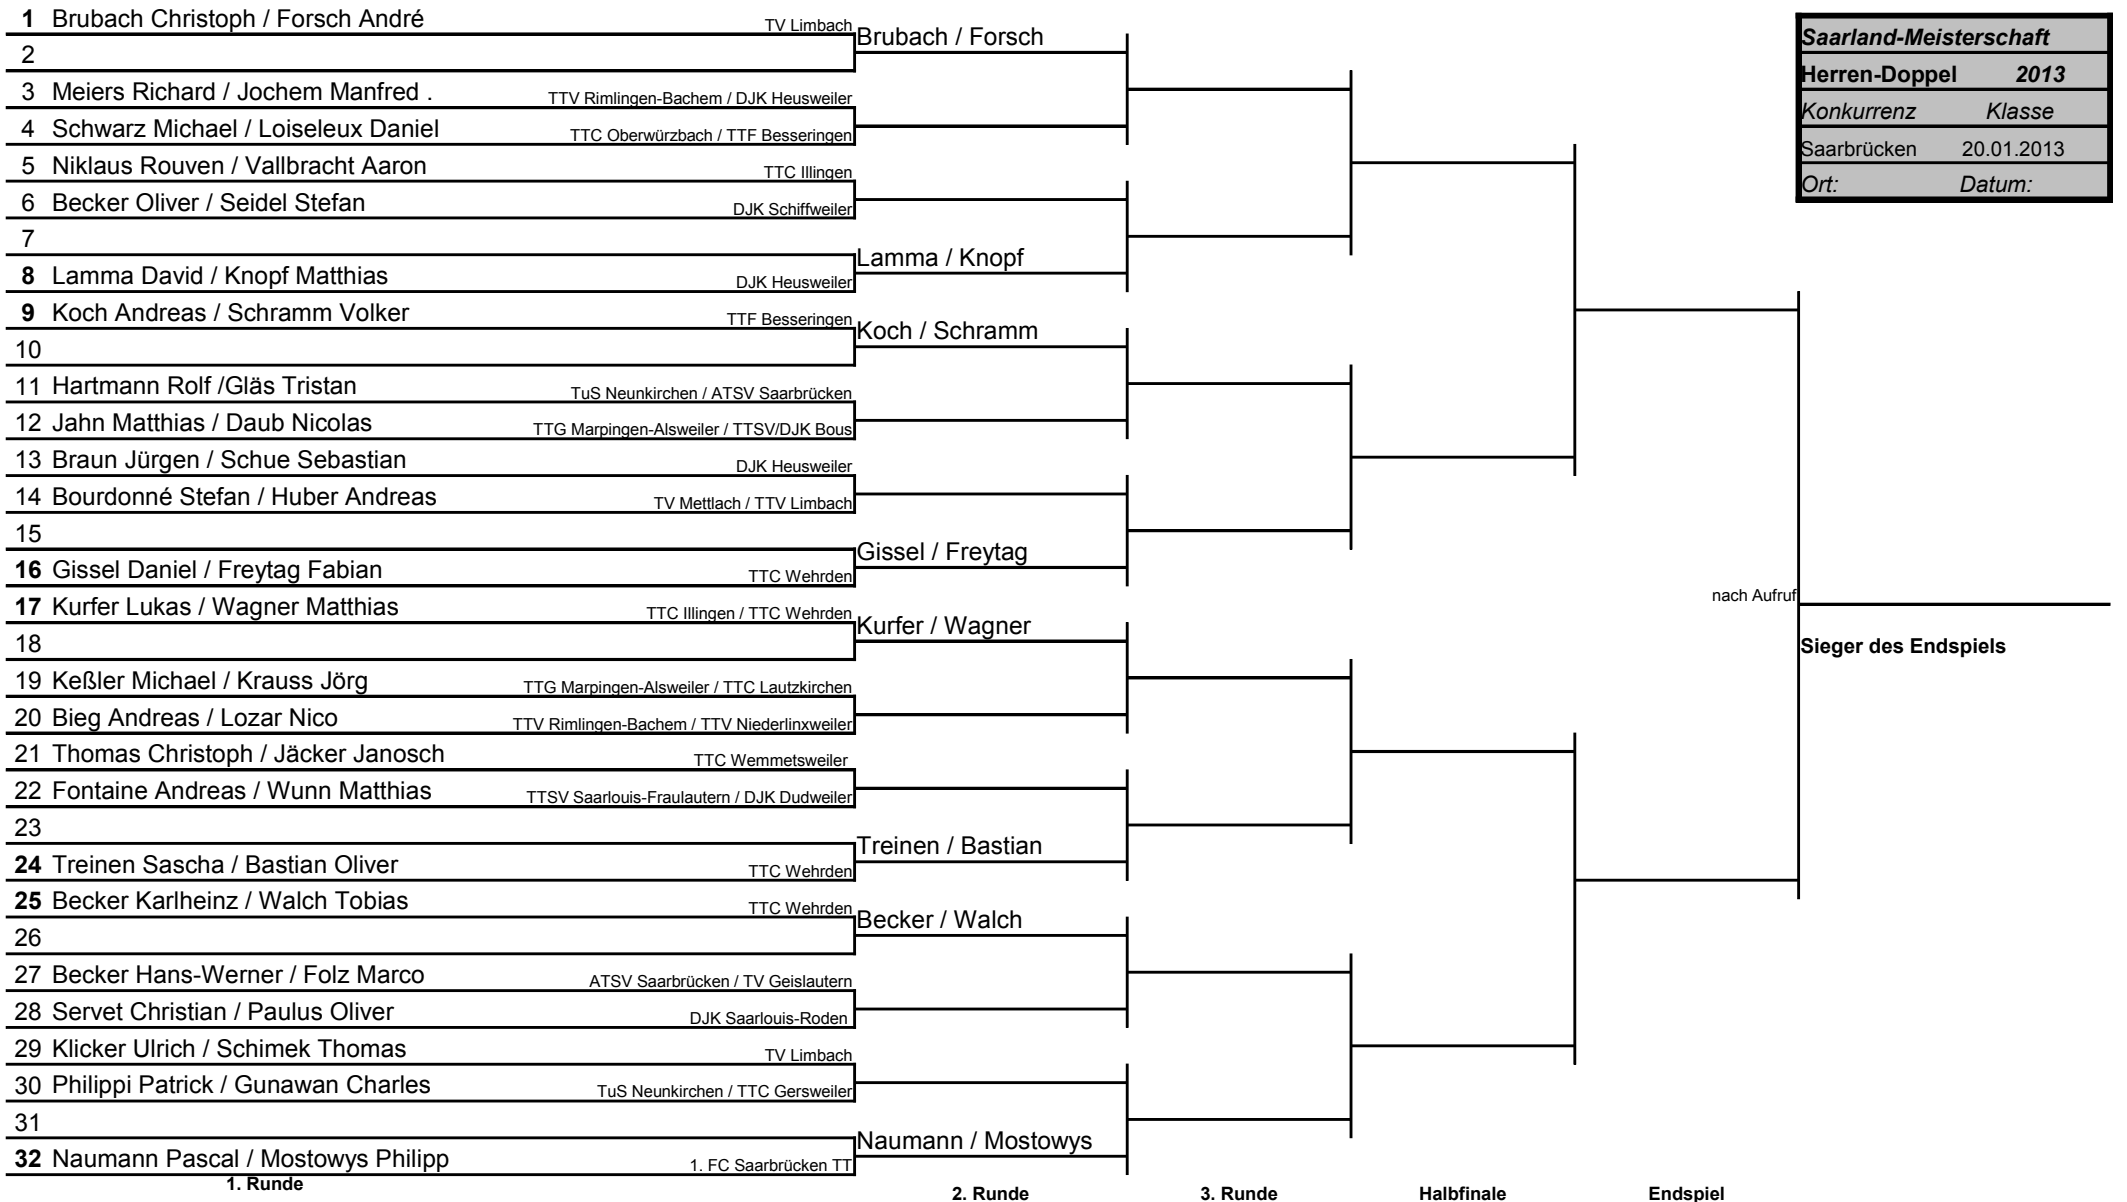 1 Brubach Christoph / Forsch André TV Limbach
Brubach / Forsch
2
3 Meiers Richard / Jochem Manfred . TTV Rimlingen-Bachem / DJK Heusweiler
4 Schwarz Michael / Loiseleux Daniel TTC Oberwürzbach / TTF Besseringen
5 Niklaus Rouven / Vallbracht Aaron TTC Illingen
6 Becker Oliver / Seidel Stefan DJK Schiffweiler
7
Lamma / Knopf
8 Lamma David / Knopf Matthias DJK Heusweiler
9 Koch Andreas / Schramm Volker TTF Besseringen
Koch / Schramm
10
11 Hartmann Rolf /Gläs Tristan TuS Neunkirchen / ATSV Saarbrücken
12 Jahn Matthias / Daub Nicolas TTG Marpingen-Alsweiler / TTSV/DJK Bous
13 Braun Jürgen / Schue Sebastian DJK Heusweiler
14 Bourdonné Stefan / Huber Andreas TV Mettlach / TTV Limbach
15
Gissel / Freytag
16 Gissel Daniel / Freytag Fabian TTC Wehrden
17 Kurfer Lukas / Wagner Matthias TTC Illingen / TTC Wehrden
Kurfer / Wagner
18
19 Keßler Michael / Krauss Jörg TTG Marpingen-Alsweiler / TTC Lautzkirchen
20 Bieg Andreas / Lozar Nico TTV Rimlingen-Bachem / TTV Niederlinxweiler
21 Thomas Christoph / Jäcker Janosch TTC Wemmetsweiler
22 Fontaine Andreas / Wunn Matthias TTSV Saarlouis-Fraulautern / DJK Dudweiler
23
Treinen / Bastian
24 Treinen Sascha / Bastian Oliver TTC Wehrden
25 Becker Karlheinz / Walch Tobias TTC Wehrden
Becker / Walch
26
27 Becker Hans-Werner / Folz Marco ATSV Saarbrücken / TV Geislautern
28 Servet Christian / Paulus Oliver DJK Saarlouis-Roden
29 Klicker Ulrich / Schimek Thomas TV Limbach
30 Philippi Patrick / Gunawan Charles TuS Neunkirchen / TTC Gersweiler
31
Naumann / Mostowys
32 Naumann Pascal / Mostowys Philipp 1. FC Saarbrücken TT
1. Runde 2. Runde 3. Runde Halbfinale Endspiel
Saarland-Meisterschaft
Herren-Doppel 2013
Konkurrenz Klasse
Saarbrücken 20.01.2013
Ort: Datum:
nach Aufruf
Sieger des Endspiels